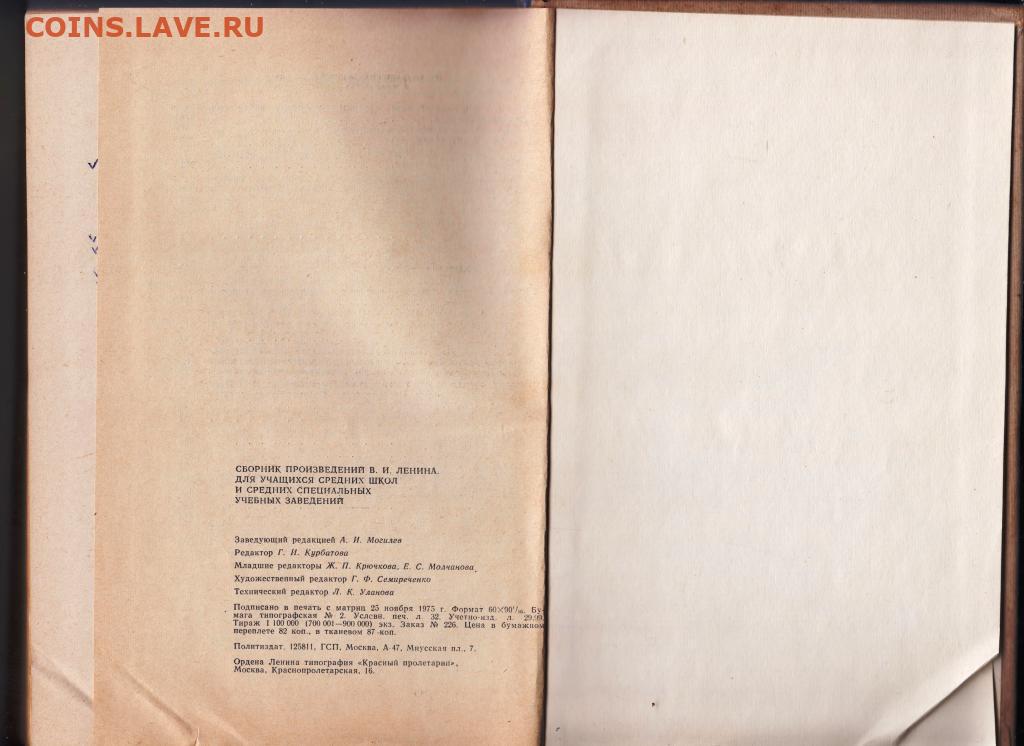 COINS.LAVE.RU
СБОРНИК ПРОИЗВЕДЕНИЙ В. И. ЛЕНИНА.
ДЛЯ УЧАЩИХСЯ СРЕДНИХ ШКОЛ
И СРЕДНИХ СПЕЦИАЛЬНЫХ
УЧЕБНЫХ ЗАВЕДЕНИЙ
Заведующий редакцией А. И. Могилев
Редактор Г. И. Курбатова
Младшие редакторы Ж. П. Крючкова, Е. С. Молчанова
Художественный редактор Г. Ф. Семиреченко
Технический редактор Л. К. Уланова
Подписано в печать с матриц 25 ноября 1975 г. Формат 60×90¹/₁₆. Бу-
мага типографская № 2. Условн. печ. л. 32. Учетно-изд. л. 29,99.
Тираж 1 100 000 (700 001—900 000) экз. Заказ № 226. Цена в бумажном
переплете 82 коп., в тканевом 87 коп.
Политиздат, 125811, ГСП, Москва, А-47, Миусская пл., 7.
Ордена Ленина типография «Красный пролетарий».
Москва, Краснопролетарская, 16.